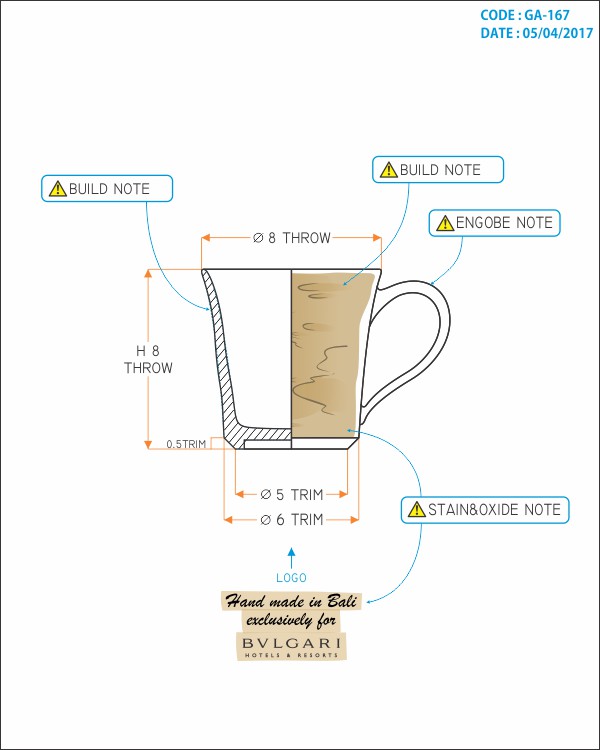 CODE : GA-167
DATE : 05/04/2017
BUILD NOTE
BUILD NOTE
ENGOBE NOTE
Ø 8 THROW
H 8
THROW
0.5TRIM
Ø 5 TRIM
Ø 6 TRIM
STAIN&OXIDE NOTE
LOGO
Hand made in Bali
exclusively for
BVLGARI
HOTELS & RESORTS